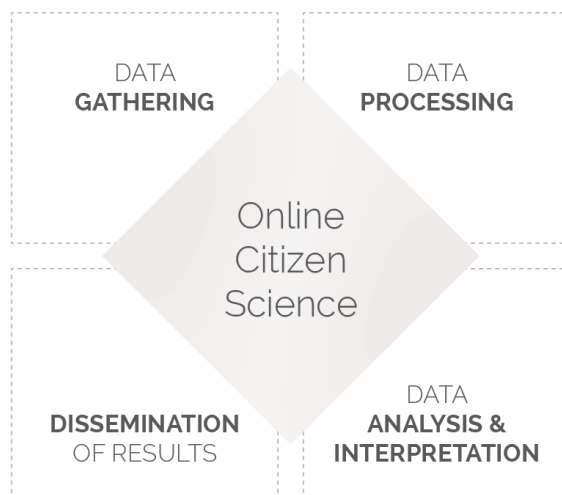 DATA
GATHERING
DATA
PROCESSING
Online
Citizen
Science
DISSEMINATION
OF RESULTS
DATA
ANALYSIS &
INTERPRETATION